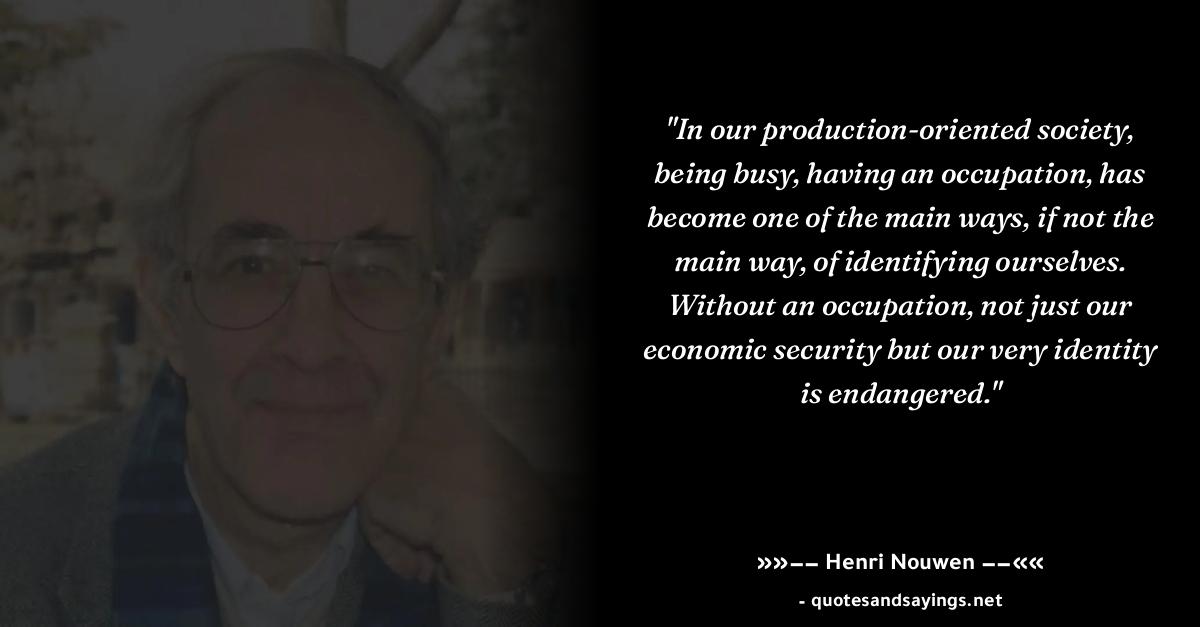 "In our production-oriented society,
being busy, having an occupation, has
become one of the main ways, if not the
main way, of identifying ourselves.
Without an occupation, not just our
economic security but our very identity
is endangered."
»»−− Henri Nouwen −−««
- quotesandsayings.net